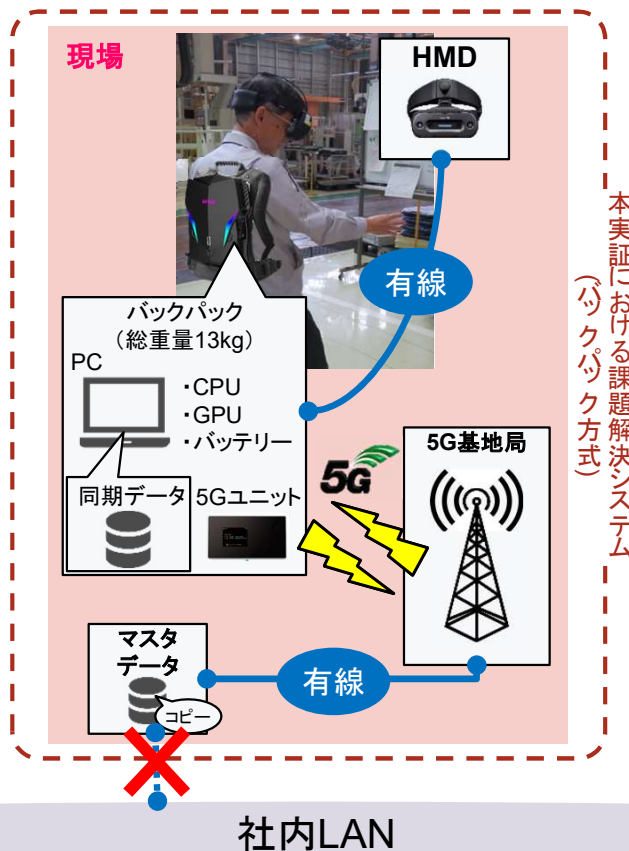 現場
HMD
有線
バックパック
（総重量13kg）
PC
・CPU
・GPU
・バッテリー
同期データ
5Gユニット
5G
5G基地局
マスタ
データ
コピー
有線
社内LAN
本実証における課題解決システム
（バックパック方式）